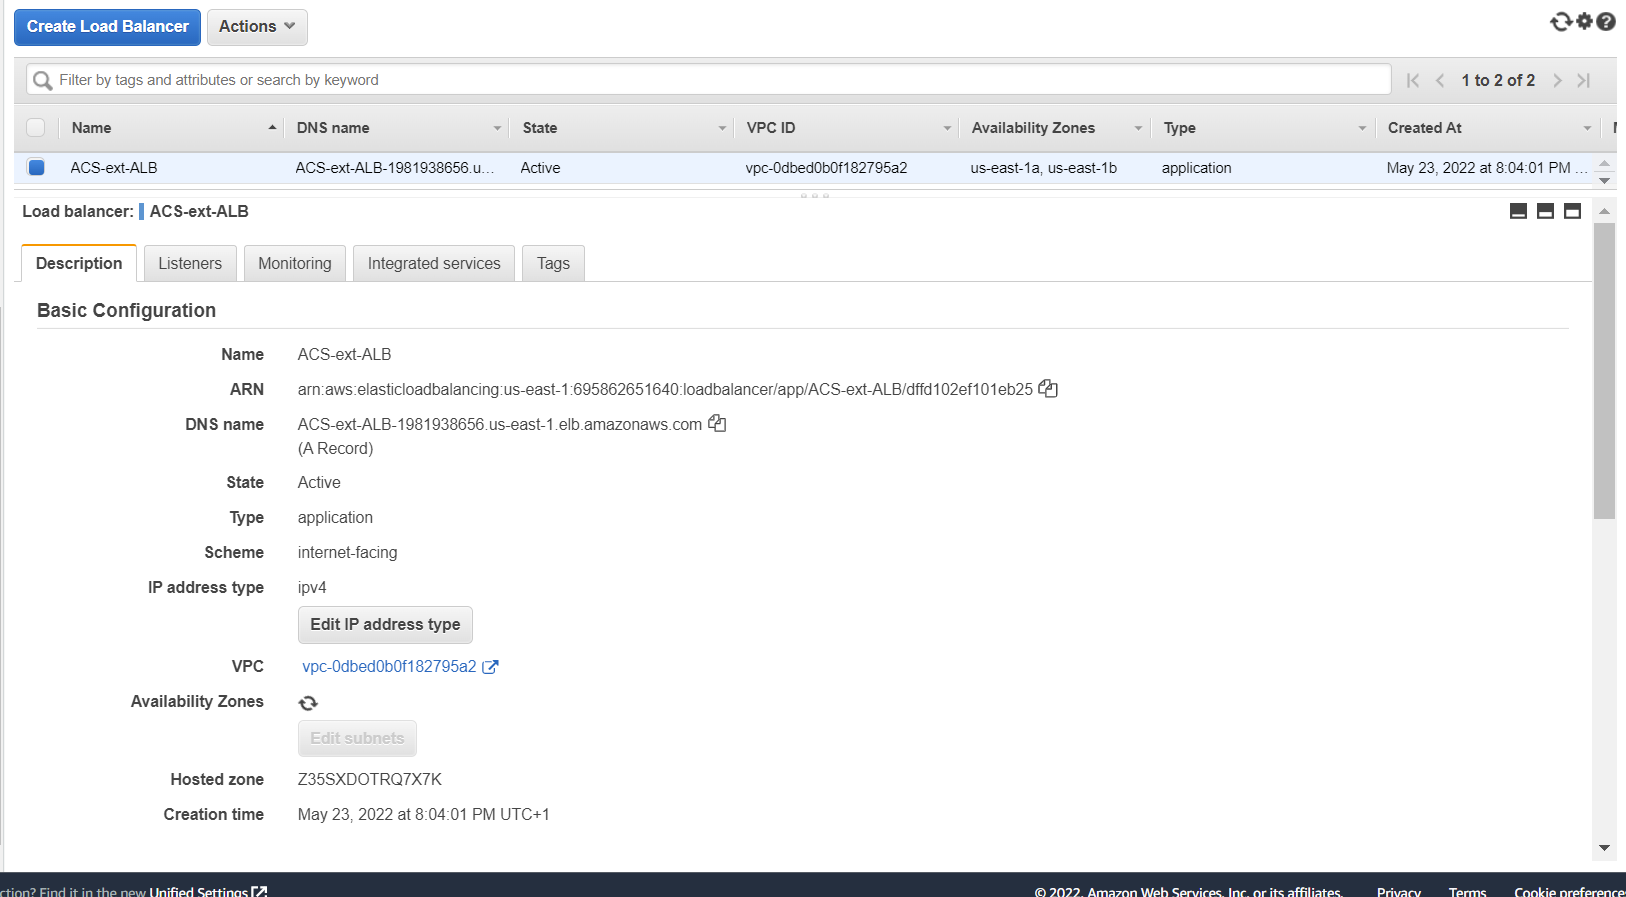 Create Load Balancer Actions
Filter by tags and attributes or search by keyword 1 to 2 of 2
Name DNS name State VPC ID Availability Zones Type Created At
ACS-ext-ALB ACS-ext-ALB-1981938656.u... Active vpc-0dbed0b0f182795a2 us-east-1a, us-east-1b application May 23, 2022 at 8:04:01 PM ...
Load balancer: ACS-ext-ALB
Description Listeners Monitoring Integrated services Tags
Basic Configuration
Name ACS-ext-ALB
ARN arn:aws:elasticloadbalancing:us-east-1:695862651640:loadbalancer/app/ACS-ext-ALB/dffd102ef101eb25
DNS name ACS-ext-ALB-1981938656.us-east-1.elb.amazonaws.com
(A Record)
State Active
Type application
Scheme internet-facing
IP address type ipv4
Edit IP address type
VPC vpc-0dbed0b0f182795a2
Availability Zones
Edit subnets
Hosted zone Z35SXDOTRQ7X7K
Creation time May 23, 2022 at 8:04:01 PM UTC+1
ction? Find it in the new Unified Settings © 2022, Amazon Web Services, Inc. or its affiliates. Privacy Terms Cookie preferences